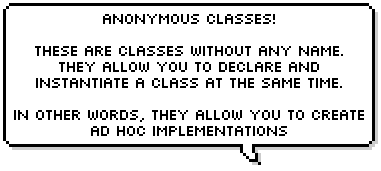 ANONYMOUS CLASSES!
THESE ARE CLASSES WITHOUT ANY NAME.
THEY ALLOW YOU TO DECLARE AND
INSTANTIATE A CLASS AT THE SAME TIME.
IN OTHER WORDS, THEY ALLOW YOU TO CREATE
AD HOC IMPLEMENTATIONS